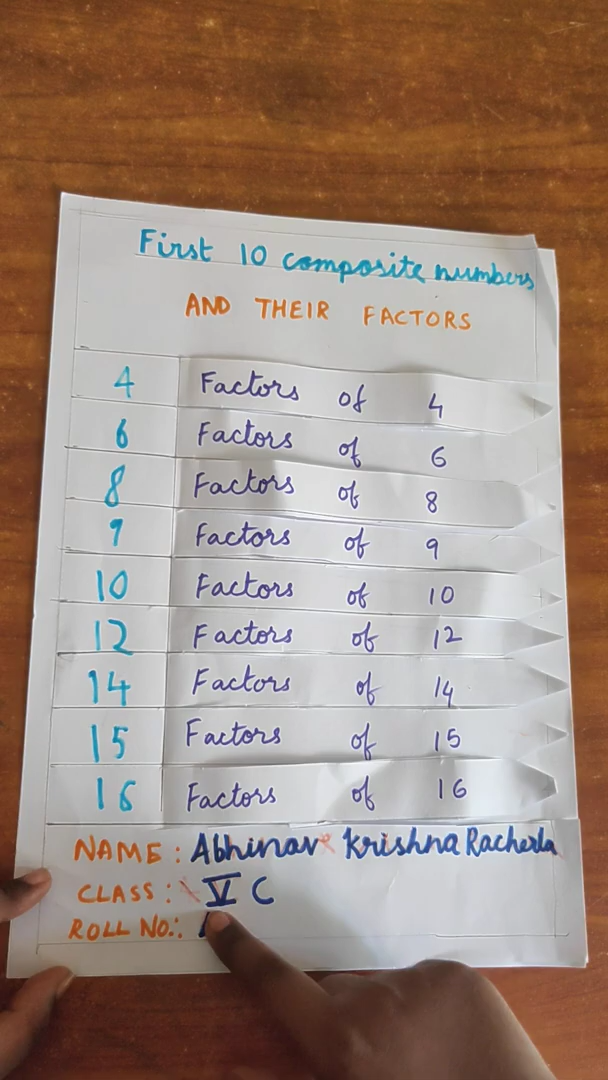 First 10 composite numbers
AND THEIR FACTORS
4 Factors of 4
6 Factors of 6
8 Factors of 8
9 Factors of 9
10 Factors of 10
12 Factors of 12
14 Factors of 14
15 Factors of 15
16 Factors of 16
NAME: Abhinav Krishna Racherla
CLASS: V C
ROLL NO.: